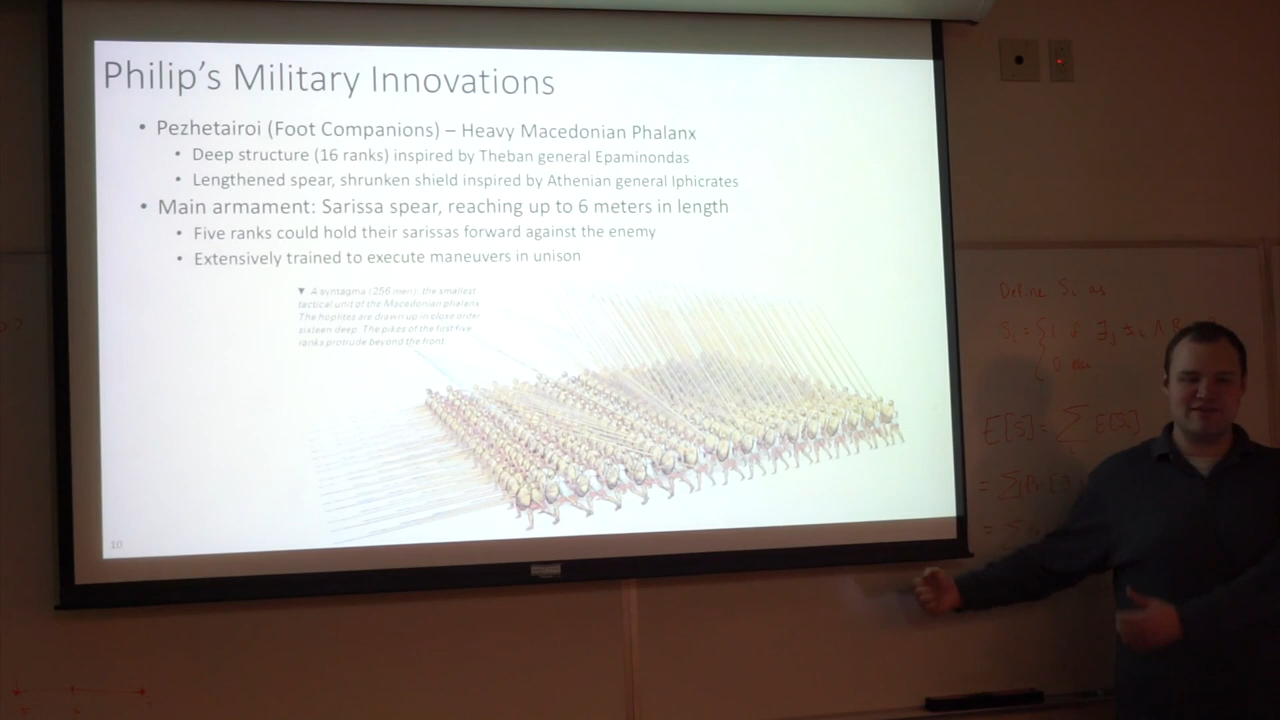 Philip's Military Innovations
• Pezhetairoi (Foot Companions) – Heavy Macedonian Phalanx
• Deep structure (16 ranks) inspired by Theban general Epaminondas
• Lengthened spear, shrunken shield inspired by Athenian general Iphicrates
• Main armament: Sarissa spear, reaching up to 6 meters in length
• Five ranks could hold their sarissas forward against the enemy
• Extensively trained to execute maneuvers in unison
▼ A syntagma (256 men): the smallest
tactical unit of the Macedonian phalanx.
The hoplites are drawn up in close order
sixteen deep. The pikes of the first five
ranks protrude beyond the front.
10
Define Si as
E[S] = Σ E[Si]